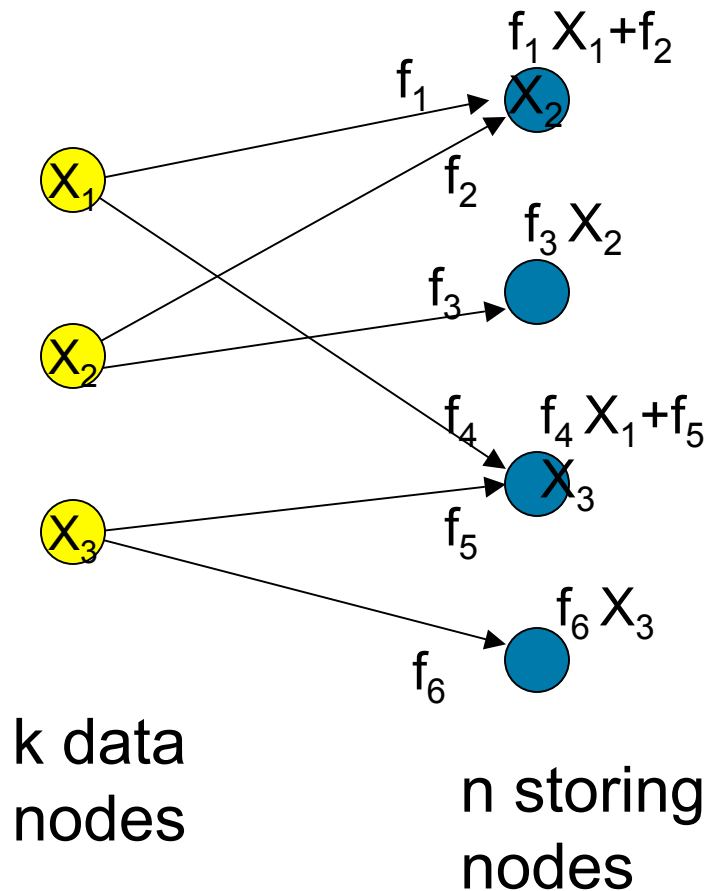 f₁ X₁+f₂
X₂
f₁
X₁
f₂
f₃ X₂
f₃
X₂
f₄
f₄ X₁+f₅
X₃
X₃
f₅
f₆ X₃
f₆
k data
nodes
n storing
nodes